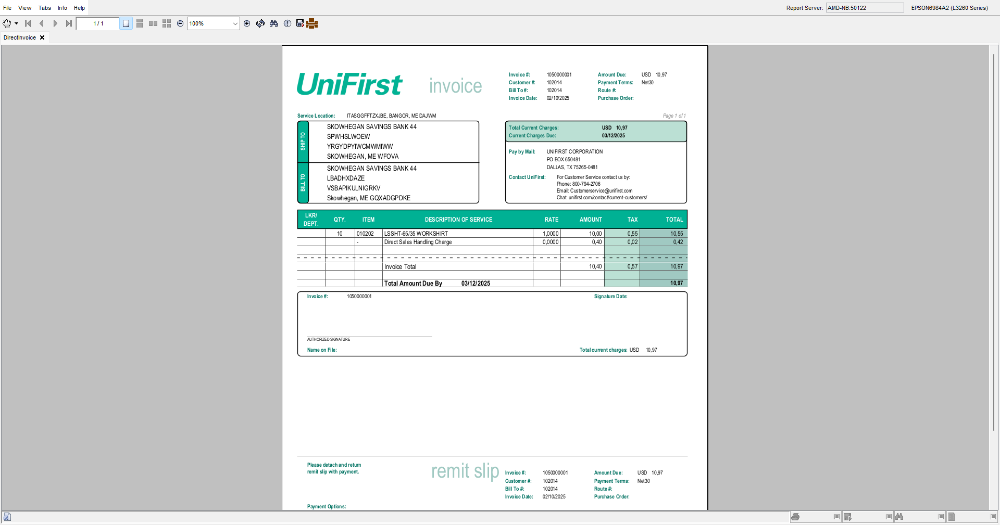 File View Tabs Info Help Report Server: AMD-NB:50122 EPSON6984A2 (L3260 Series)
1 / 1 100%
DirectInvoice
UniFirst invoice
Invoice #: 1050000001 Amount Due: USD 10,97
Customer #: 102014 Payment Terms: Net30
Bill To #: 102014 Route #:
Invoice Date: 02/10/2025 Purchase Order:
Service Location: ITASGGFFTZXJBE, BANGOR, ME DAJWM Page 1 of 1
SHIP TO
SKOWHEGAN SAVINGS BANK 44
SPWHSLWOEW
YRGYDPYIWCMWMIWW
SKOWHEGAN, ME WFOVA
BILL TO
SKOWHEGAN SAVINGS BANK 44
LBADHXDAZE
VSBAPIKULNIGRKV
Skowhegan, ME GQXADGPDKE
Total Current Charges: USD 10,97
Current Charges Due: 03/12/2025
Pay by Mail: UNIFIRST CORPORATION
PO BOX 650481
DALLAS, TX 75265-0481
Contact UniFirst: For Customer Service contact us by:
Phone: 800-794-2706
Email: Customerservice@unifirst.com
Chat: unifirst.com/contact/current-customers/
LKR/ DEPT. QTY. ITEM DESCRIPTION OF SERVICE RATE AMOUNT TAX TOTAL
10 010202 LSSHT-65/35 WORKSHIRT 1,0000 10,00 0,55 10,55
- Direct Sales Handling Charge 0,0000 0,40 0,02 0,42
Invoice Total 10,40 0,57 10,97
Total Amount Due By 03/12/2025 10,97
Invoice #: 1050000001 Signature Date:
AUTHORIZED SIGNATURE
Name on File: Total current charges: USD 10,97
Please detach and return
remit slip with payment.
remit slip
Invoice #: 1050000001 Amount Due: USD 10,97
Customer #: 102014 Payment Terms: Net30
Bill To #: 102014 Route #:
Invoice Date: 02/10/2025 Purchase Order:
Payment Options: